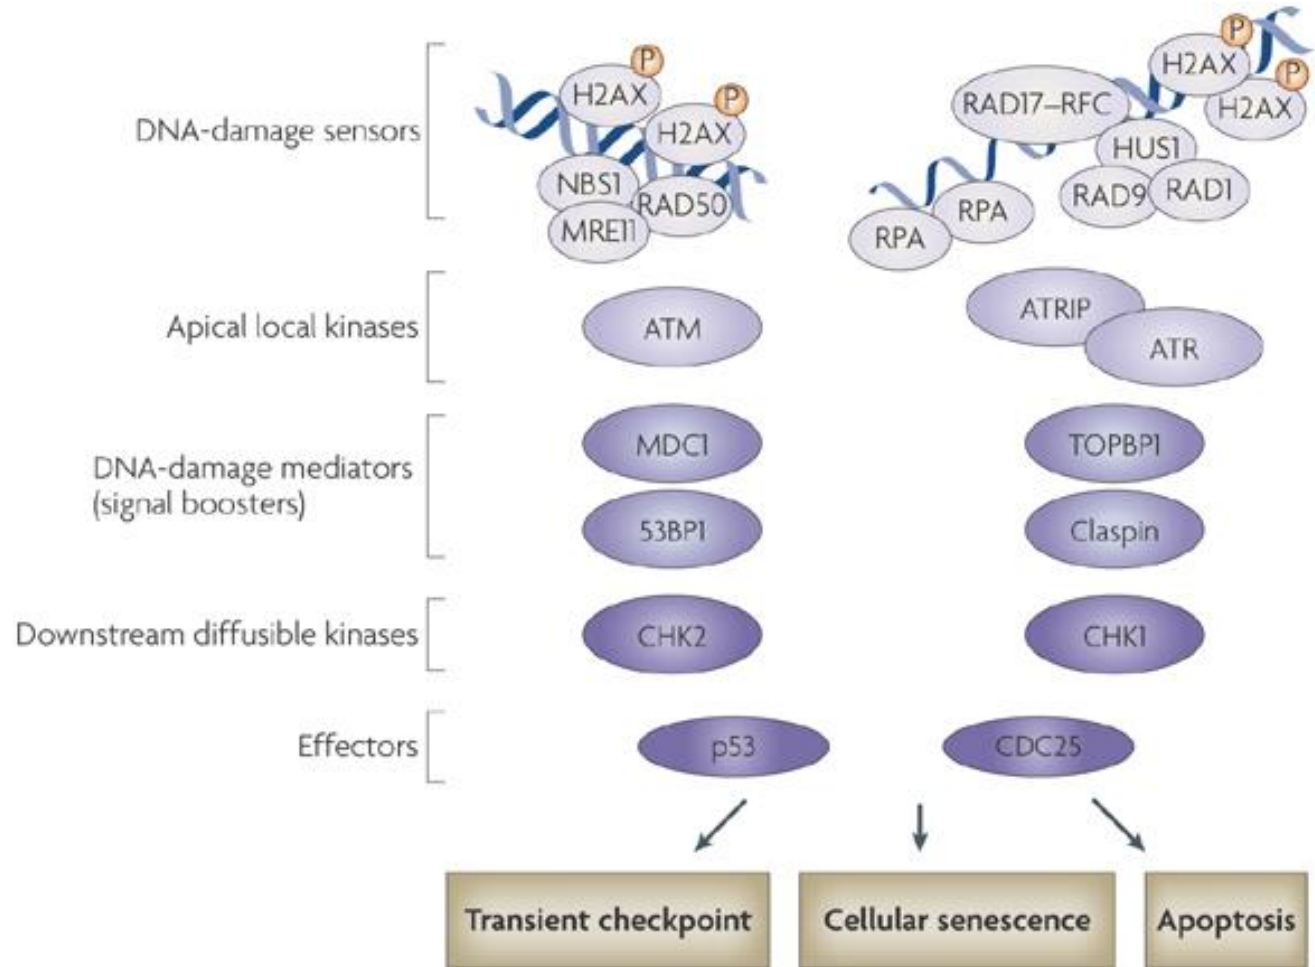 DNA-damage sensors
P
H2AX
P
H2AX
NBS1
RAD50
MRE11
P
H2AX
P
H2AX
RAD17–RFC
HUS1
RAD9
RAD1
RPA
RPA
Apical local kinases
ATM
ATRIP
ATR
DNA-damage mediators
(signal boosters)
MDC1
TOPBP1
53BP1
Claspin
Downstream diffusible kinases
CHK2
CHK1
Effectors
p53
CDC25
Transient checkpoint
Cellular senescence
Apoptosis